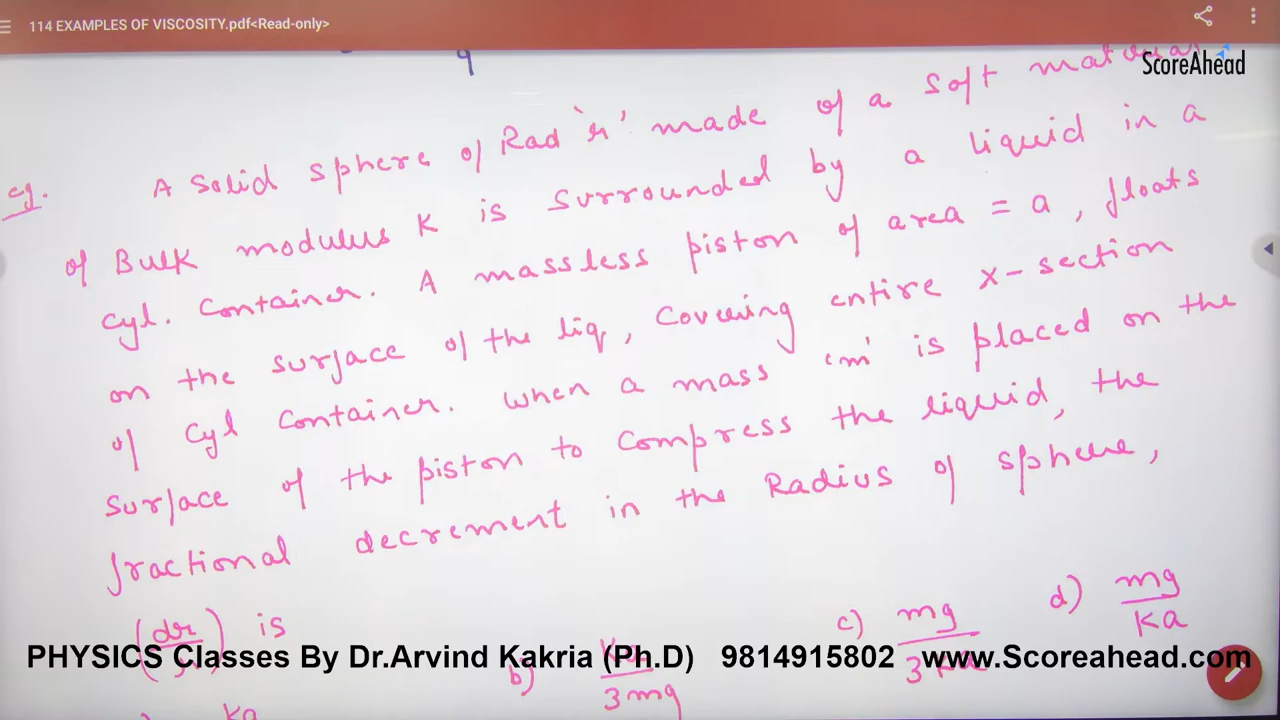 114 EXAMPLES OF VISCOSITY.pdf<Read-only>
ScoreAhead
9
eg. A solid sphere of Rad 'r' made of a soft material
of Bulk modulus K is surrounded by a liquid in a
cyl. container. A massless piston of area = a, floats
on the surface of the liq, covering entire x-section
of cyl container. When a mass 'm' is placed on the
surface of the piston to compress the liquid, the
fractional decrement in the Radius of sphere,
(dr/r) is
b) Ka/3mg c) mg/3Ka d) mg/Ka
Ka
PHYSICS Classes By Dr.Arvind Kakria (Ph.D) 9814915802 www.Scoreahead.com